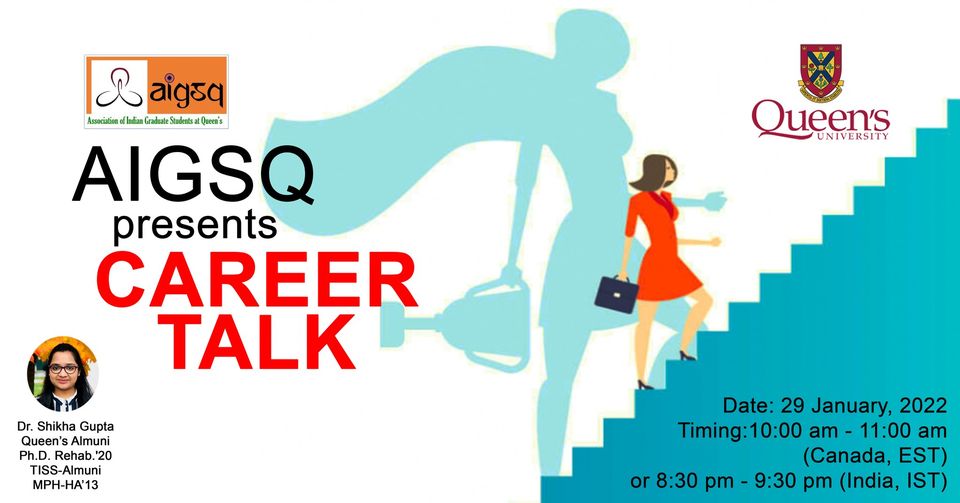 aigsq
Association of Indian Graduate Students at Queen's
AIGSQ
presents
CAREER
TALK
Dr. Shikha Gupta
Queen's Almuni
Ph.D. Rehab.'20
TISS-Almuni
MPH-HA'13
Queen's
UNIVERSITY
Date: 29 January, 2022
Timing:10:00 am - 11:00 am
(Canada, EST)
or 8:30 pm - 9:30 pm (India, IST)